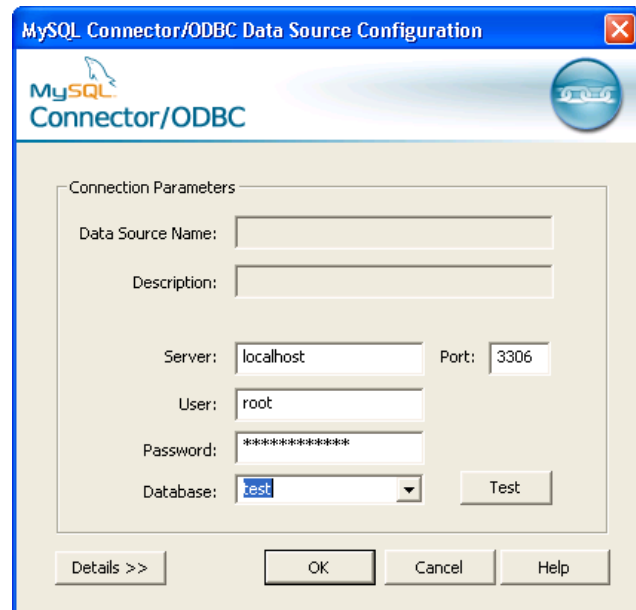 MySQL Connector/ODBC Data Source Configuration
MySQL
Connector/ODBC
Connection Parameters
Data Source Name:
Description:
Server: localhost Port: 3306
User: root
Password: ************
Database: test Test
Details >> OK Cancel Help